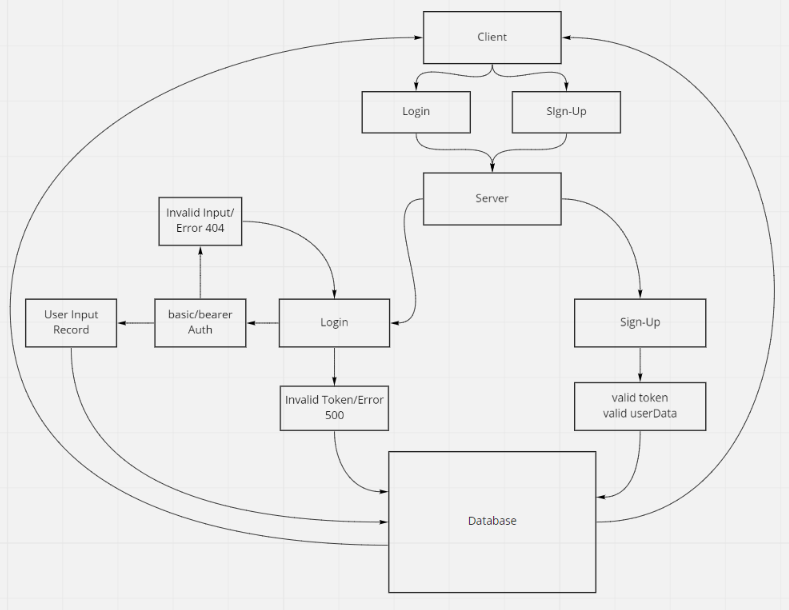 Client
Login
SIgn-Up
Server
Invalid Input/
Error 404
User Input
Record
basic/bearer
Auth
Login
Sign-Up
Invalid Token/Error
500
valid token
valid userData
Database